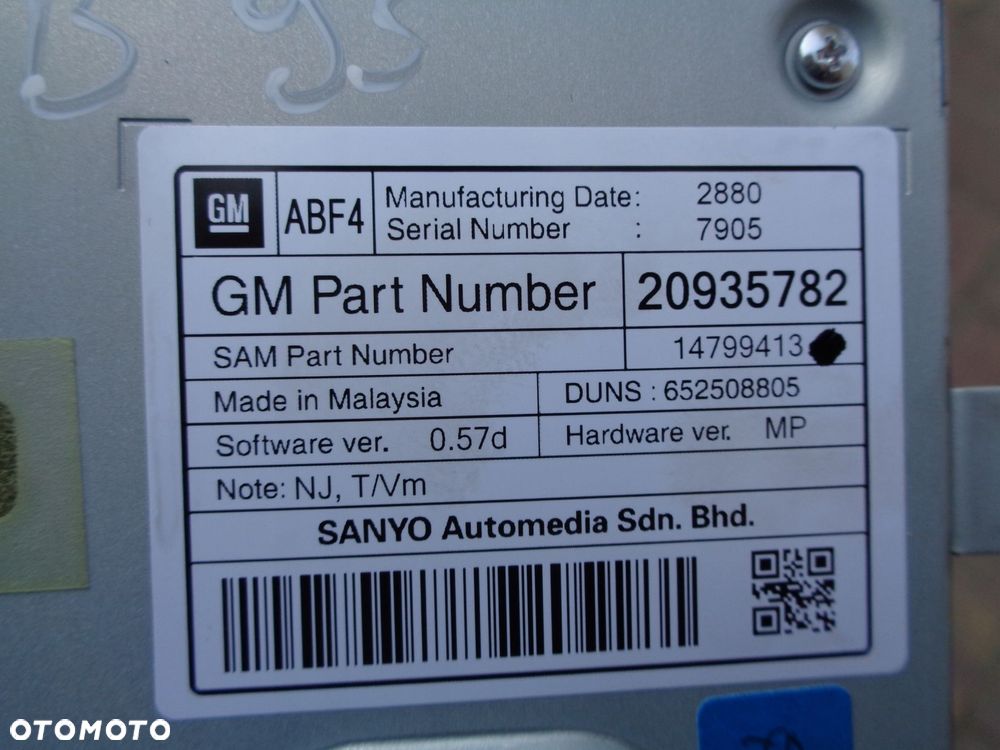 B 93
GM ABF4 Manufacturing Date: 2880
Serial Number : 7905
GM Part Number 20935782
SAM Part Number 14799413
Made in Malaysia DUNS : 652508805
Software ver. 0.57d Hardware ver. MP
Note: NJ, T/Vm
SANYO Automedia Sdn. Bhd.
OTOMOTO